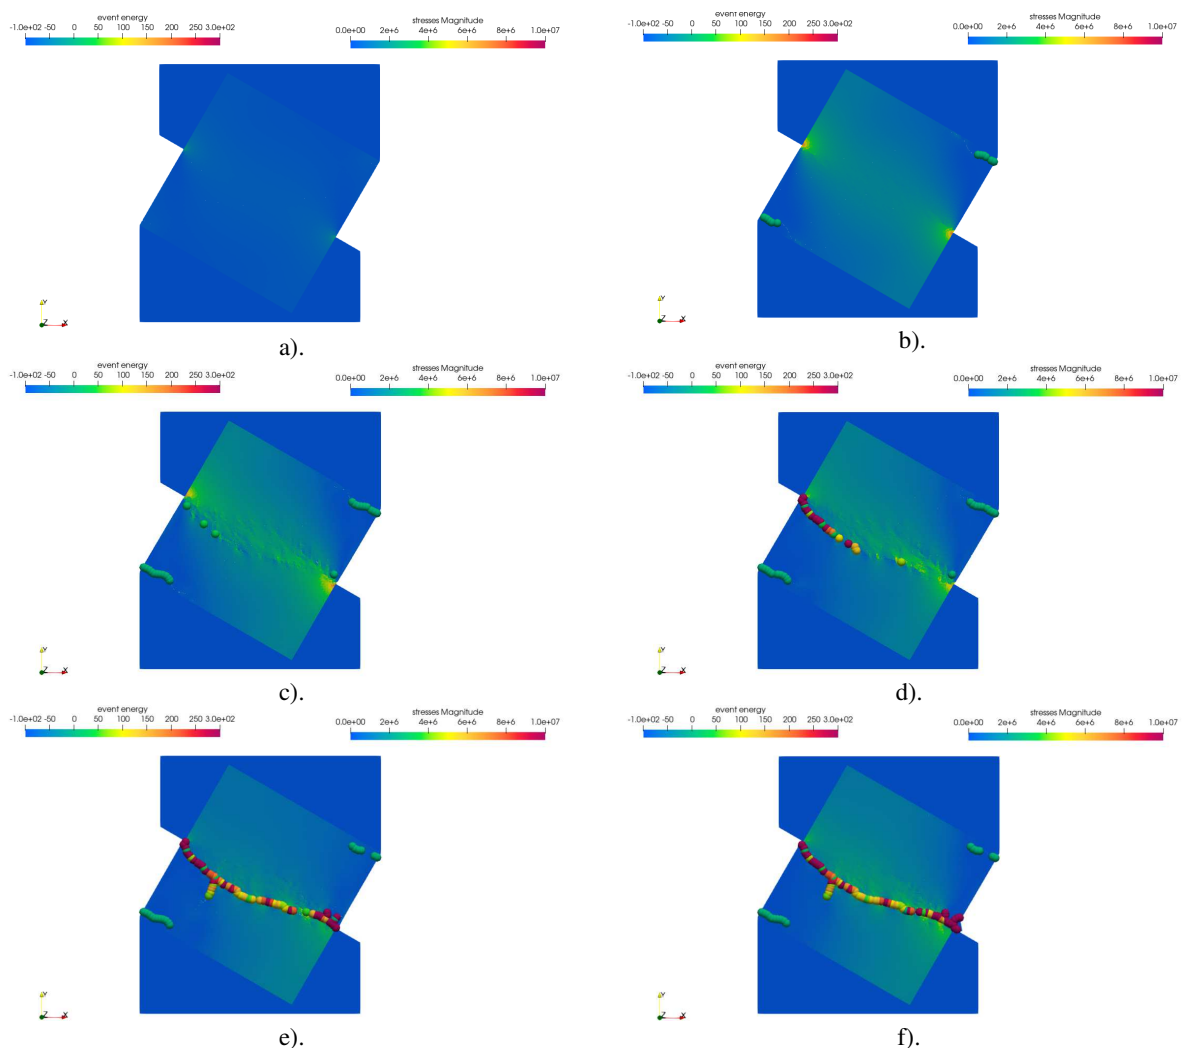 event energy
-1.0e+02 0 50 100 150 200 3.0e+02
stresses Magnitude
0.0e+00 2e+6 4e+6 6e+6 8e+6 1.0e+07
event energy
-1.0e+02 0 50 100 150 200 250 3.0e+02
stresses Magnitude
0.0e+00 2e+6 4e+6 6e+6 8e+6 1.0e+07
Y
Z X
a).
Y
Z X
b).
event energy
-1.0e+02 0 50 100 150 200 250 3.0e+02
stresses Magnitude
0.0e+00 2e+6 4e+6 6e+6 8e+6 1.0e+07
event energy
-1.0e+02 0 50 100 150 200 250 3.0e+02
stresses Magnitude
0.0e+00 2e+6 4e+6 6e+6 8e+6 1.0e+07
Y
Z X
c).
Y
Z X
d).
event energy
-1.0e+02 0 50 100 150 200 250 3.0e+02
stresses Magnitude
0.0e+00 2e+6 4e+6 6e+6 8e+6 1.0e+07
event energy
-1.0e+02 0 50 100 150 200 250 3.0e+02
stresses Magnitude
0.0e+00 2e+6 4e+6 6e+6 8e+6 1.0e+07
Y
Z X
e).
Y
Z X
f).